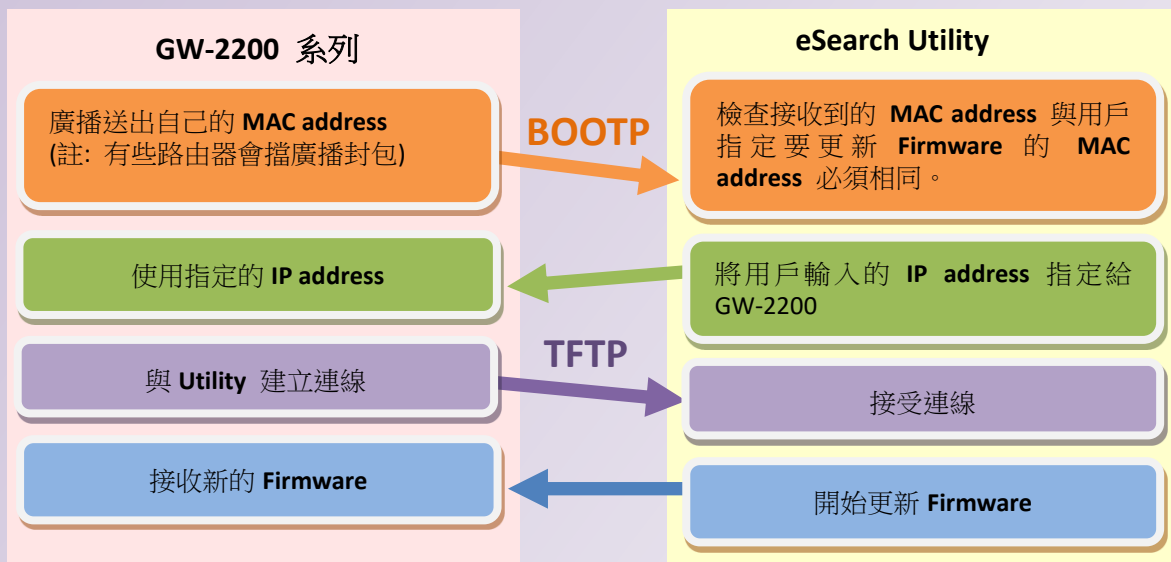 GW-2200 系列
廣播送出自己的 MAC address
(註: 有些路由器會擋廣播封包)
使用指定的 IP address
與 Utility 建立連線
接收新的 Firmware
BOOTP
TFTP
eSearch Utility
檢查接收到的 MAC address 與用戶
指定要更新 Firmware 的 MAC
address 必須相同。
將用戶輸入的 IP address 指定給
GW-2200
接受連線
開始更新 Firmware